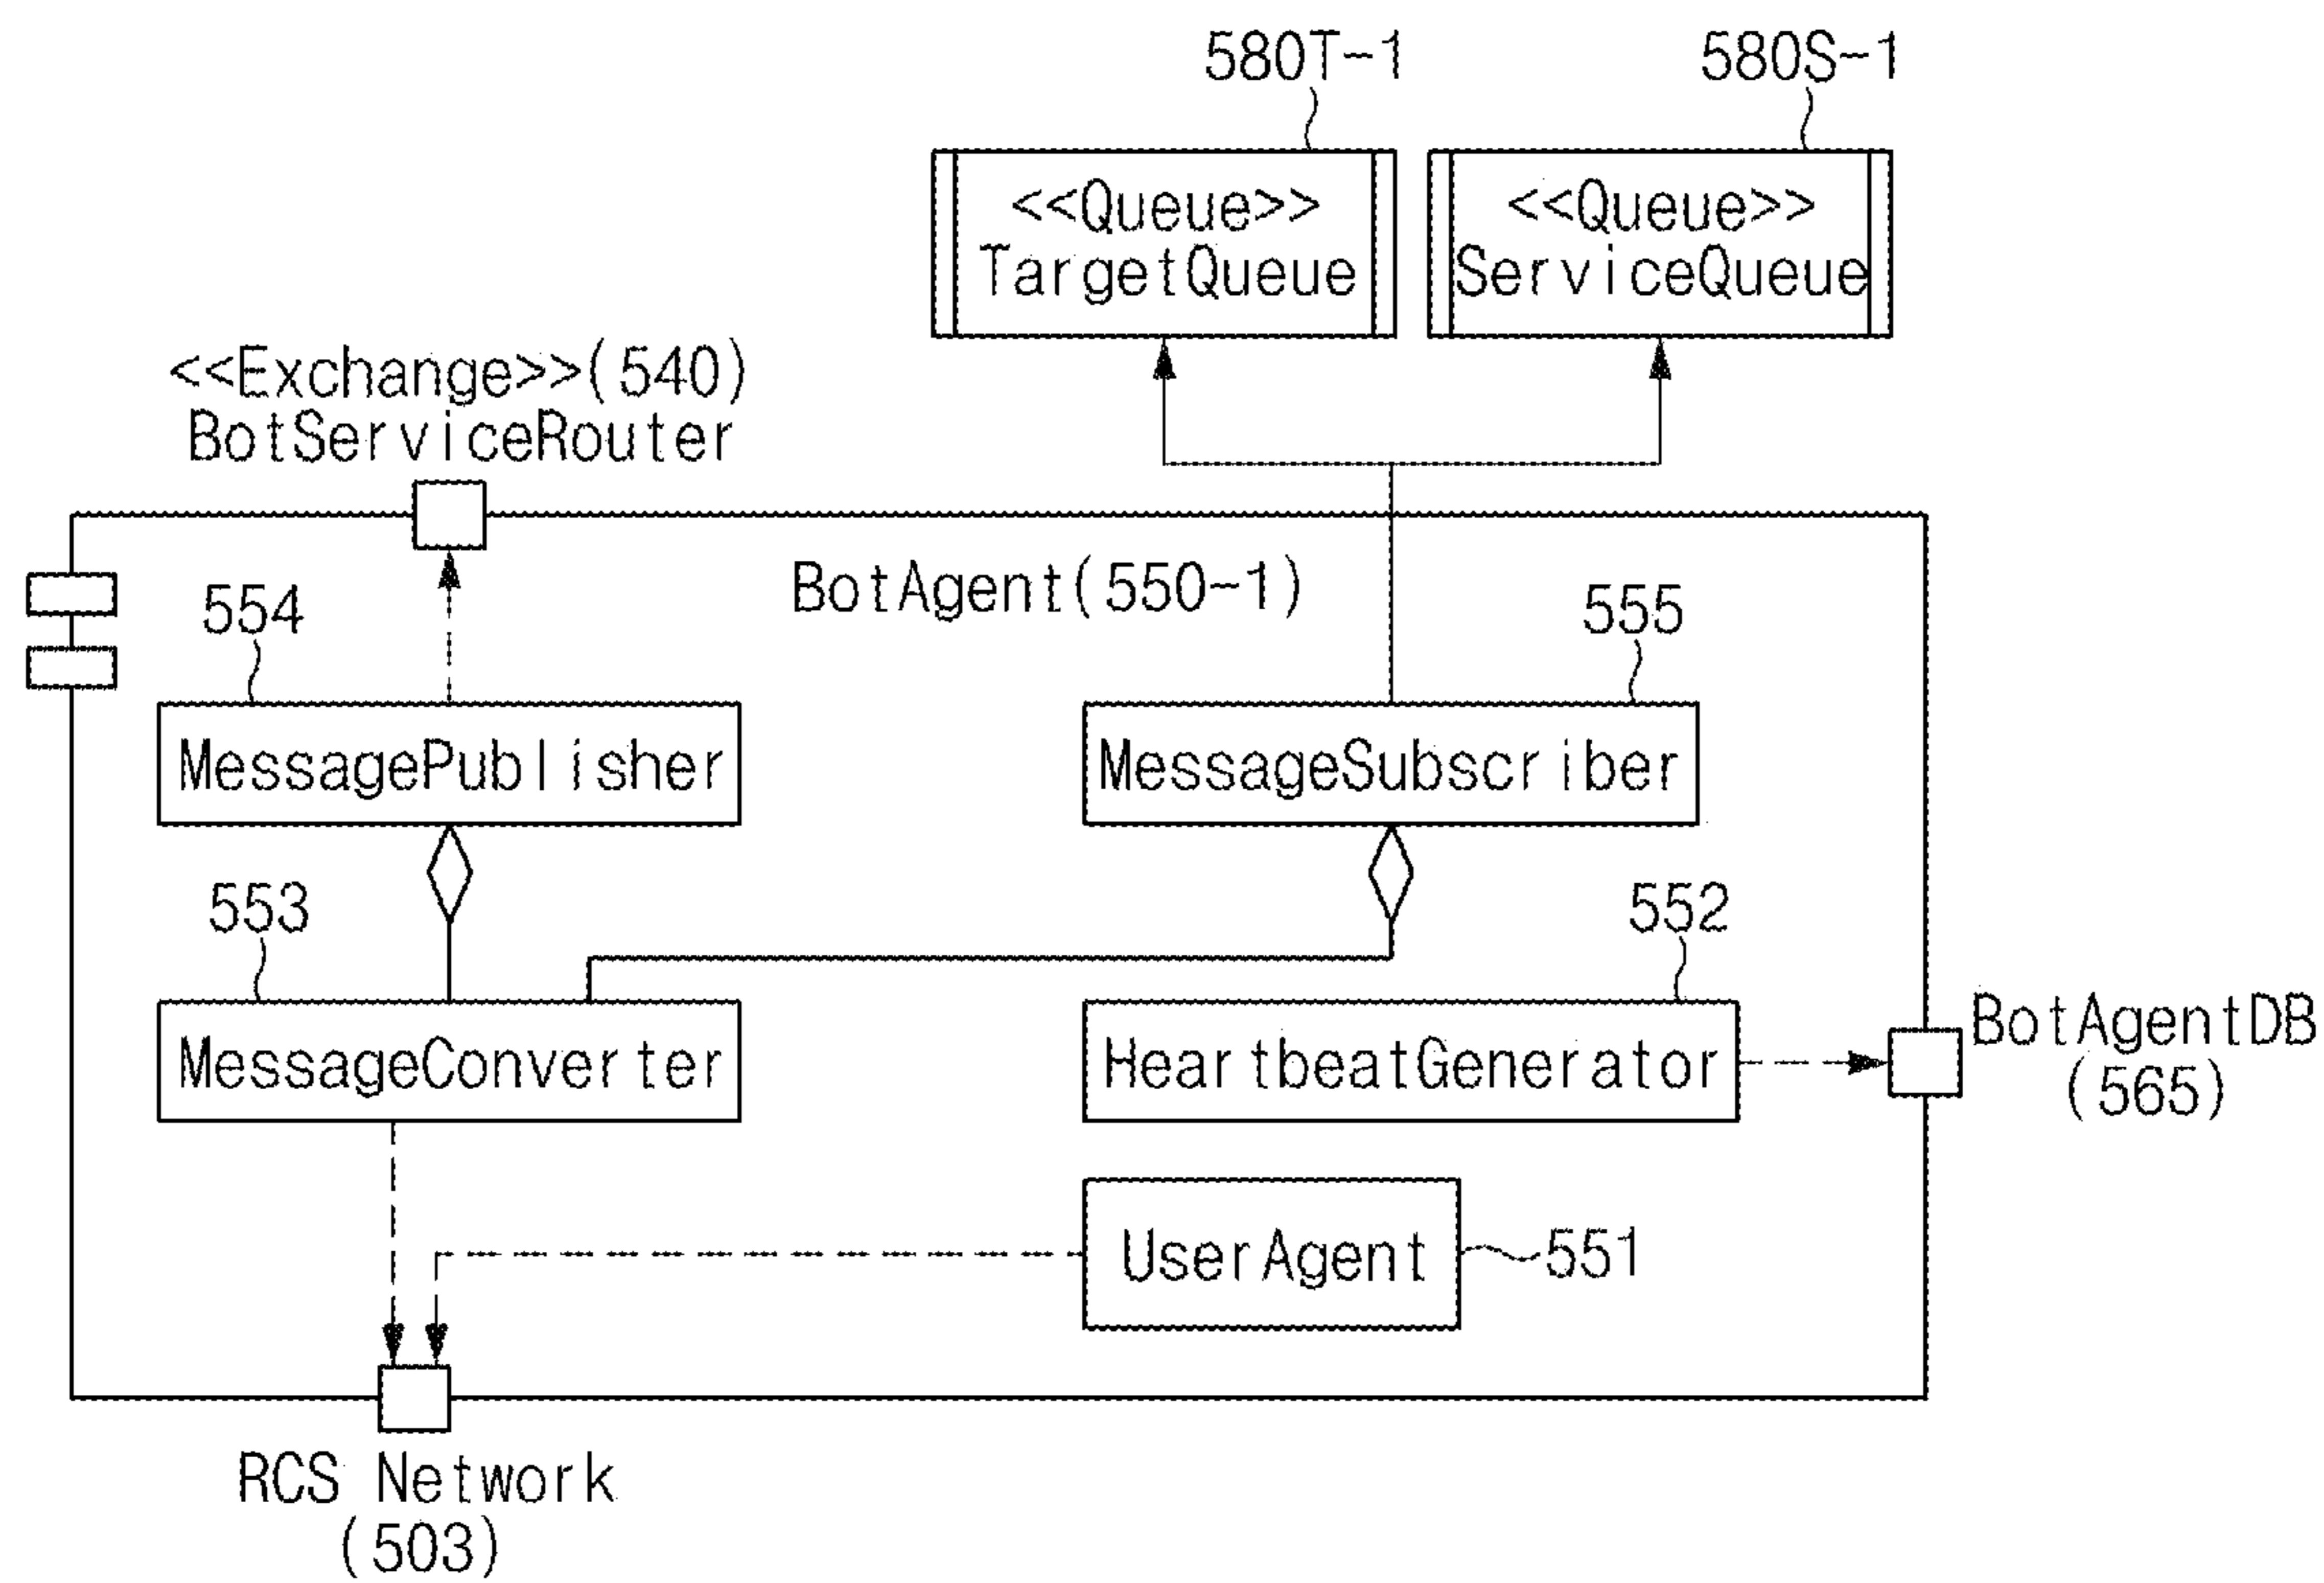 580T-1
580S-1
<<Queue>>
TargetQueue
<<Queue>>
ServiceQueue
<<Exchange>>(540)
BotServiceRouter
BotAgent(550-1)
554
555
MessagePublisher
MessageSubscriber
553
552
MessageConverter
HeartbeatGenerator
BotAgentDB
(565)
UserAgent
551
RCS Network
(503)